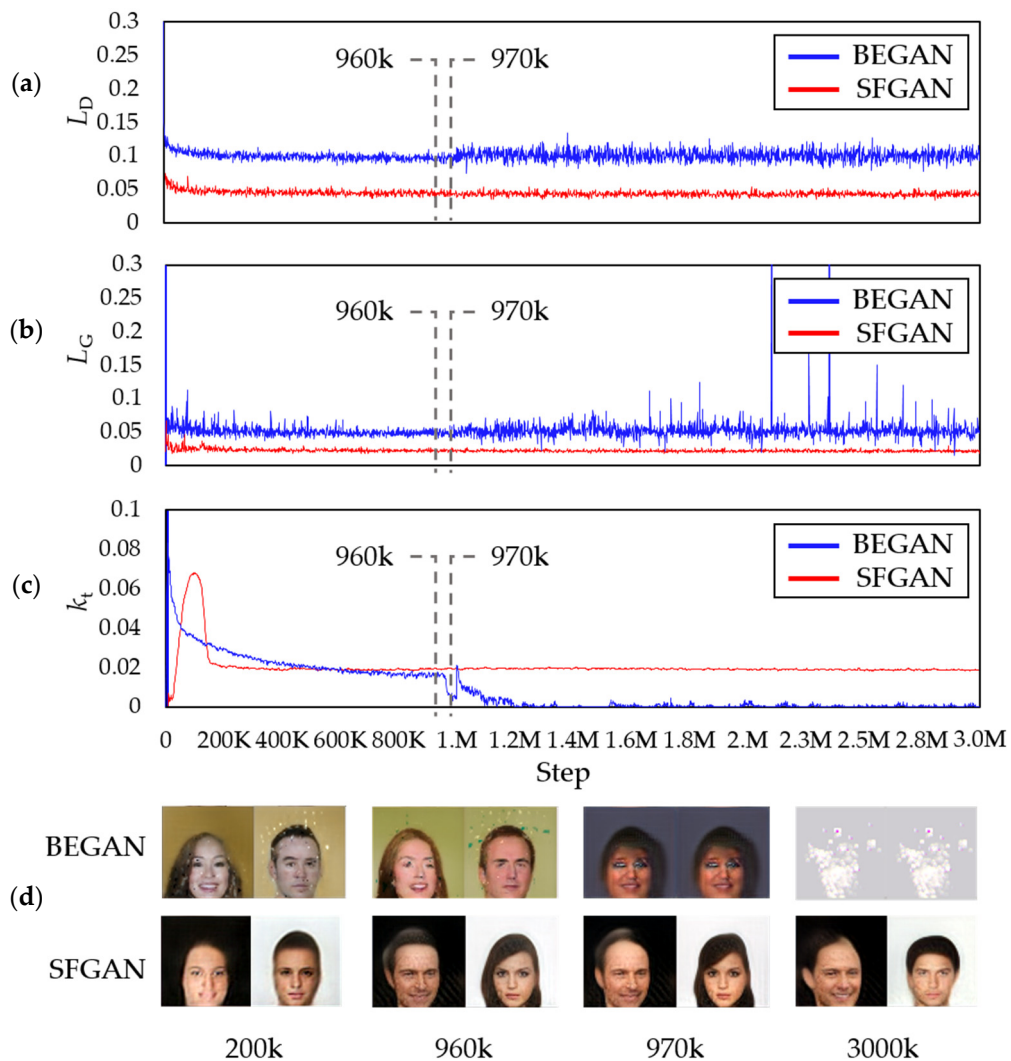 0.3
0.25
0.2
0.15
0.1
0.05
0
(a)
L_D
960k
970k
BEGAN
SFGAN
0.3
0.25
0.2
0.15
0.1
0.05
0
(b)
L_G
960k
970k
BEGAN
SFGAN
0.1
0.08
0.06
0.04
0.02
0
(c)
k_t
960k
970k
BEGAN
SFGAN
0 200K 400K 600K 800K 1.M 1.2M 1.4M 1.6M 1.8M 2.M 2.3M 2.5M 2.8M 3.0M
Step
BEGAN
(d)
SFGAN
200k 960k 970k 3000k